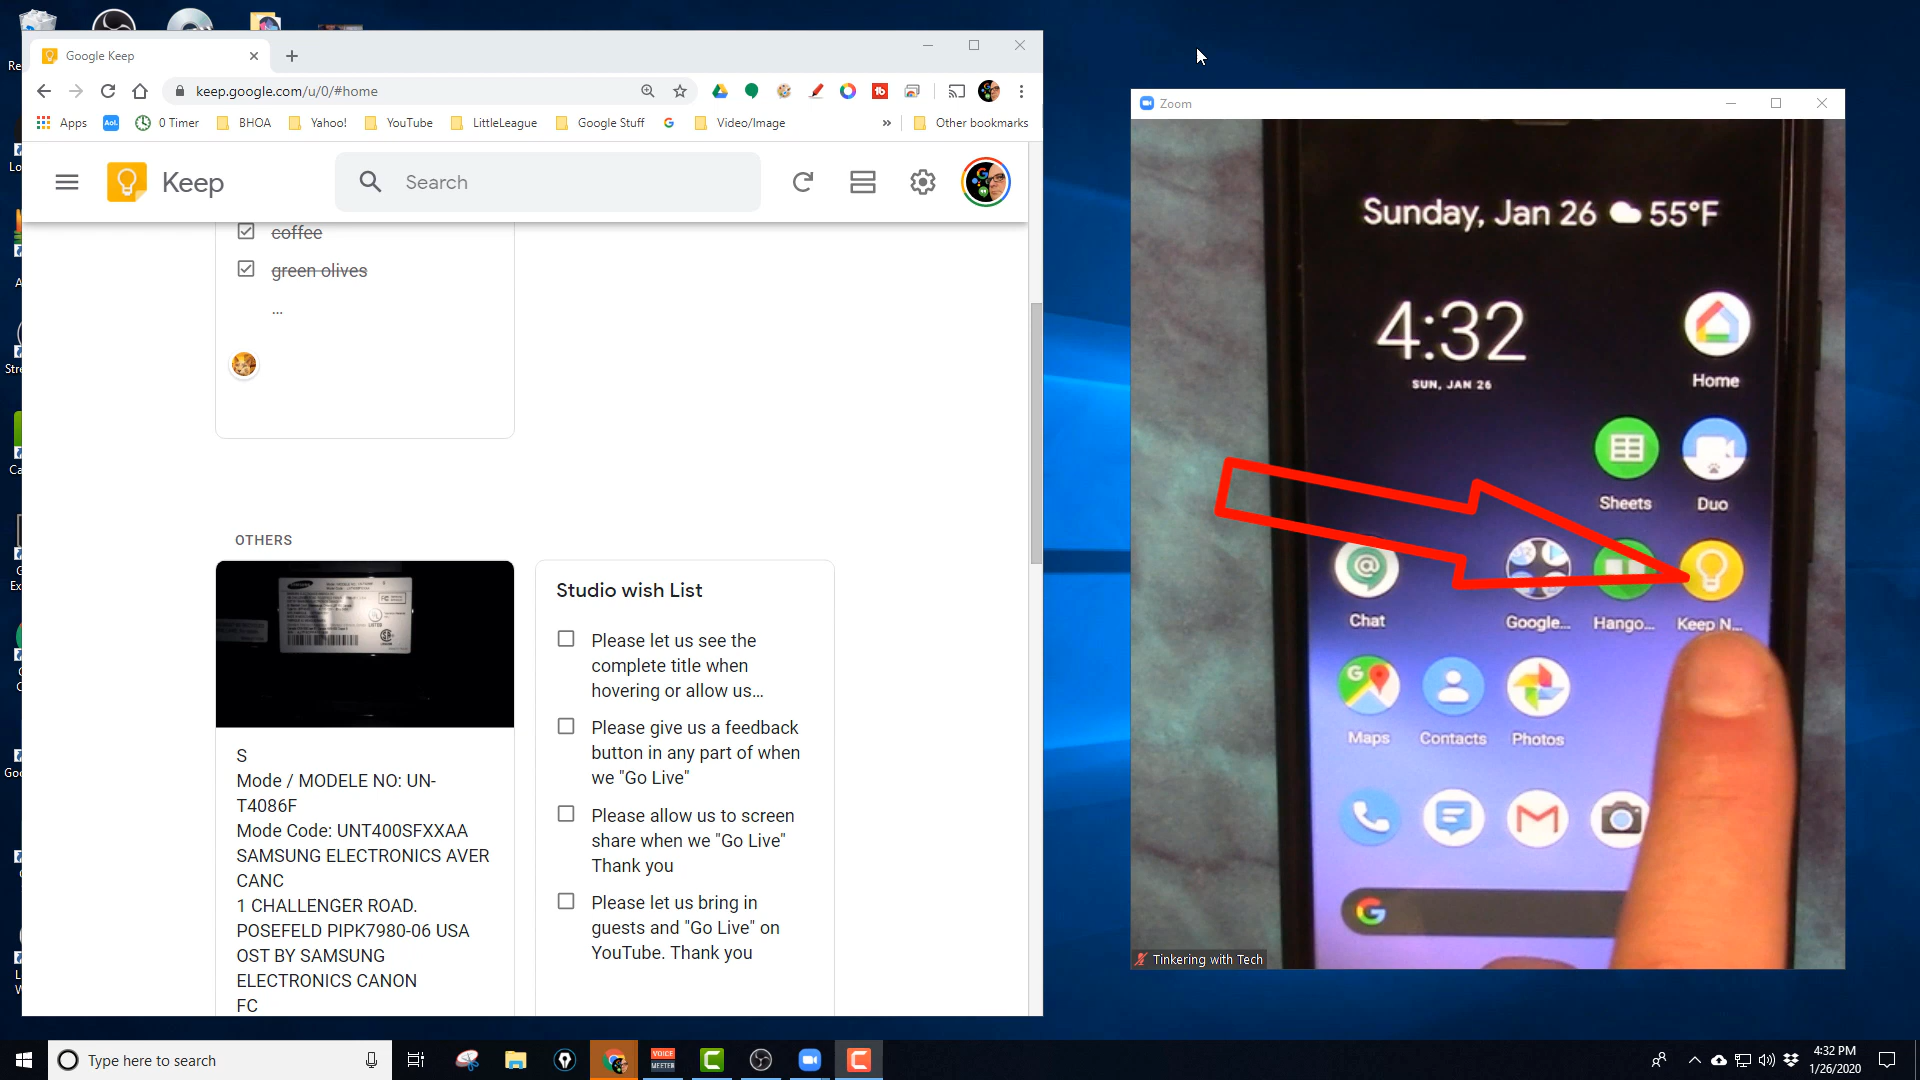 Google Keep
keep.google.com/u/0/#home
Apps
Aol.
0 Timer
BHOA
Yahoo!
YouTube
LittleLeague
Google Stuff
Video/Image
»
Other bookmarks
Keep
Search
coffee
green olives
...
OTHERS
S
Mode / MODELE NO: UN-
T4086F
Mode Code: UNT400SFXXAA
SAMSUNG ELECTRONICS AVER
CANC
1 CHALLENGER ROAD.
POSEFELD PIPK7980-06 USA
OST BY SAMSUNG
ELECTRONICS CANON
FC
Studio wish List
Please let us see the
complete title when
hovering or allow us...
Please give us a feedback
button in any part of when
we "Go Live"
Please allow us to screen
share when we "Go Live"
Thank you
Please let us bring in
guests and "Go Live" on
YouTube. Thank you
Zoom
Sunday, Jan 26 55°F
4:32
SUN, JAN 26
Home
Sheets
Duo
Chat
Google...
Hango...
Keep N...
Maps
Contacts
Photos
Tinkering with Tech
Type here to search
VOICE
MEETER
4:32 PM
1/26/2020